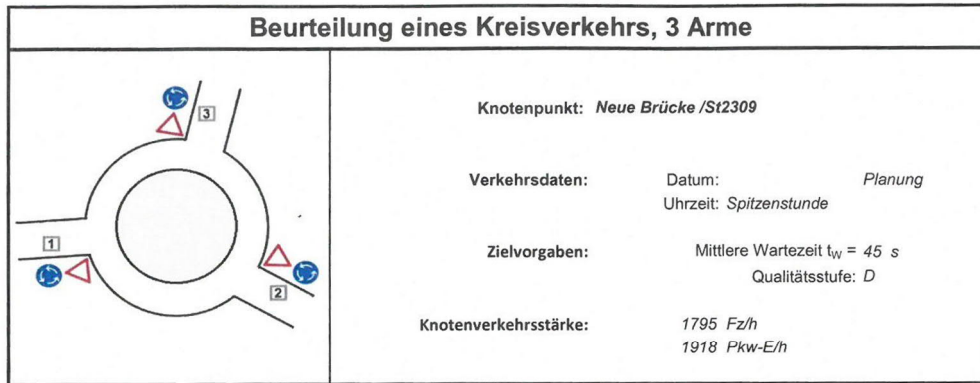 Beurteilung eines Kreisverkehrs, 3 Arme
3
1
2
Knotenpunkt: Neue Brücke /St2309
Verkehrsdaten: Datum: Planung
Uhrzeit: Spitzenstunde
Zielvorgaben: Mittlere Wartezeit tW = 45 s
Qualitätsstufe: D
Knotenverkehrsstärke: 1795 Fz/h
1918 Pkw-E/h